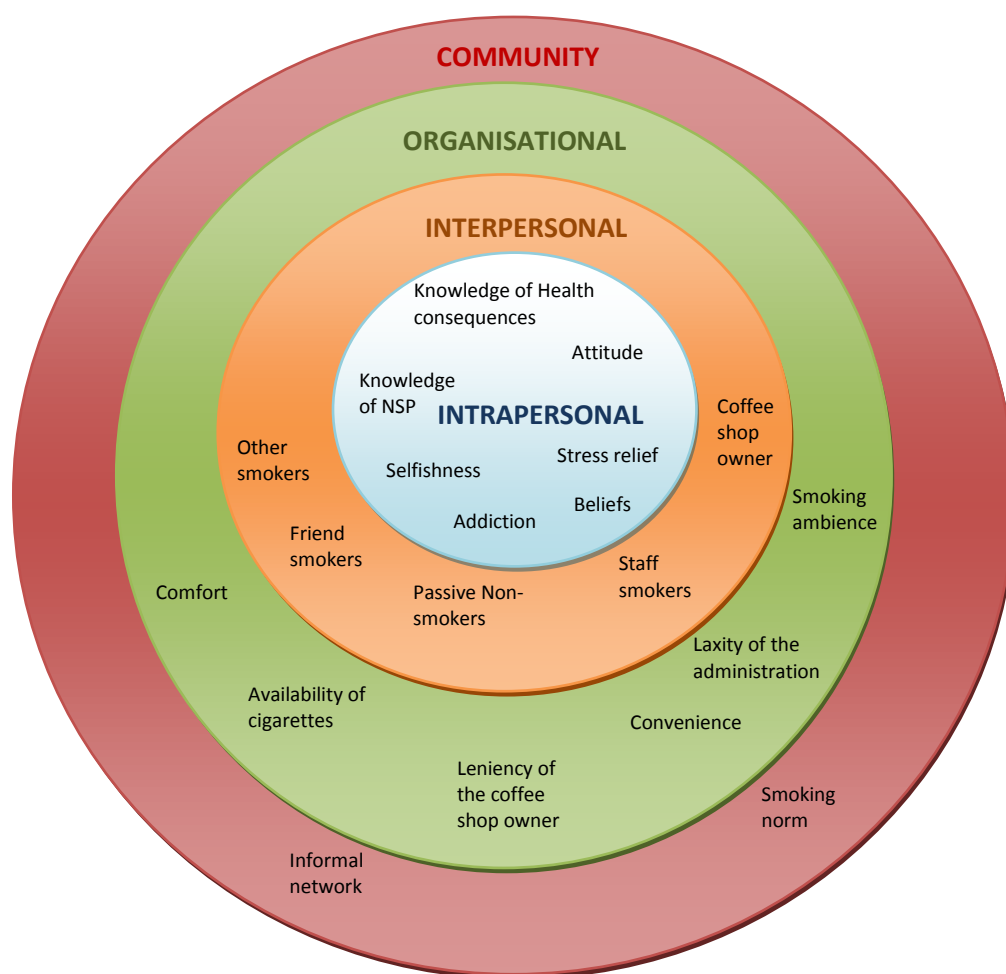 COMMUNITY
ORGANISATIONAL
INTERPERSONAL
Knowledge of Health
consequences
Attitude
Knowledge
of NSP
INTRAPERSONAL
Stress relief
Selfishness
Beliefs
Addiction
Coffee
shop
owner
Other
smokers
Friend
smokers
Passive Non-
smokers
Staff
smokers
Smoking
ambience
Comfort
Laxity of the
administration
Availability of
cigarettes
Convenience
Leniency of
the coffee
shop owner
Smoking
norm
Informal
network